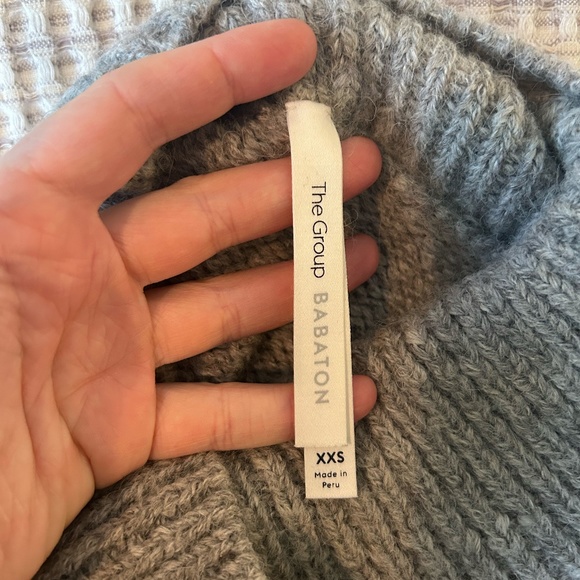 The Group BABATON
XXS
Made in
Peru